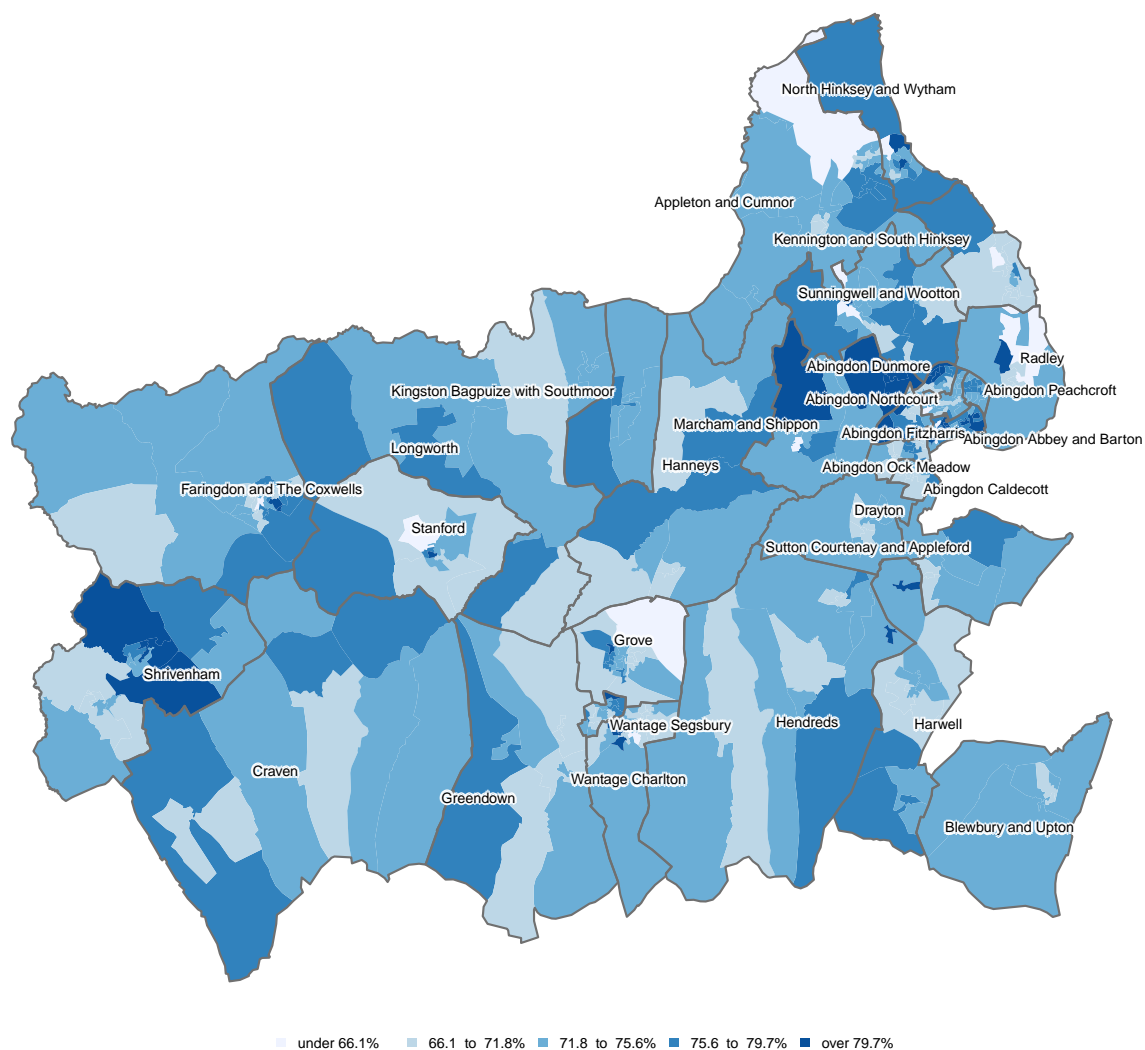 North Hinksey and Wytham
Appleton and Cumnor
Kennington and South Hinksey
Sunningwell and Wootton
Radley
Abingdon Dunmore
Abingdon Peachcroft
Kingston Bagpuize with Southmoor
Abingdon Northcourt
Marcham and Shippon
Abingdon Fitzharris
Abingdon Abbey and Barton
Longworth
Hanneys
Abingdon Ock Meadow
Faringdon and The Coxwells
Abingdon Caldecott
Drayton
Stanford
Sutton Courtenay and Appleford
Grove
Shrivenham
Wantage Segsbury
Hendreds
Harwell
Craven
Wantage Charlton
Greendown
Blewbury and Upton
under 66.1% 66.1 to 71.8% 71.8 to 75.6% 75.6 to 79.7% over 79.7%